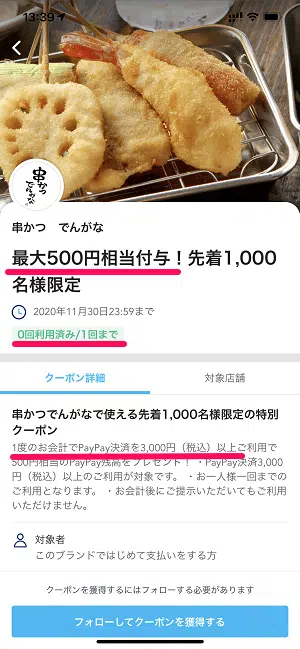 13:39
串かつ
でんがな
串かつ　でんがな
最大500円相当付与！先着1,000
名様限定
2020年11月30日23:59まで
0回利用済み/1回まで
クーポン詳細
対象店舗
串かつでんがなで使える先着1,000名様限定の特別
クーポン
1度のお会計でPayPay決済を3,000円（税込）以上ご利用で
500円相当のPayPay残高をプレゼント！ ・PayPay決済3,000
円（税込）以上のご利用が対象です。 ・お一人様一回まで
のご利用となります。 ・お会計後にご提示いただいてもご利用
いただけません。
対象者
このブランドではじめて支払いをする方
クーポンを獲得するにはフォローする必要があります
フォローしてクーポンを獲得する